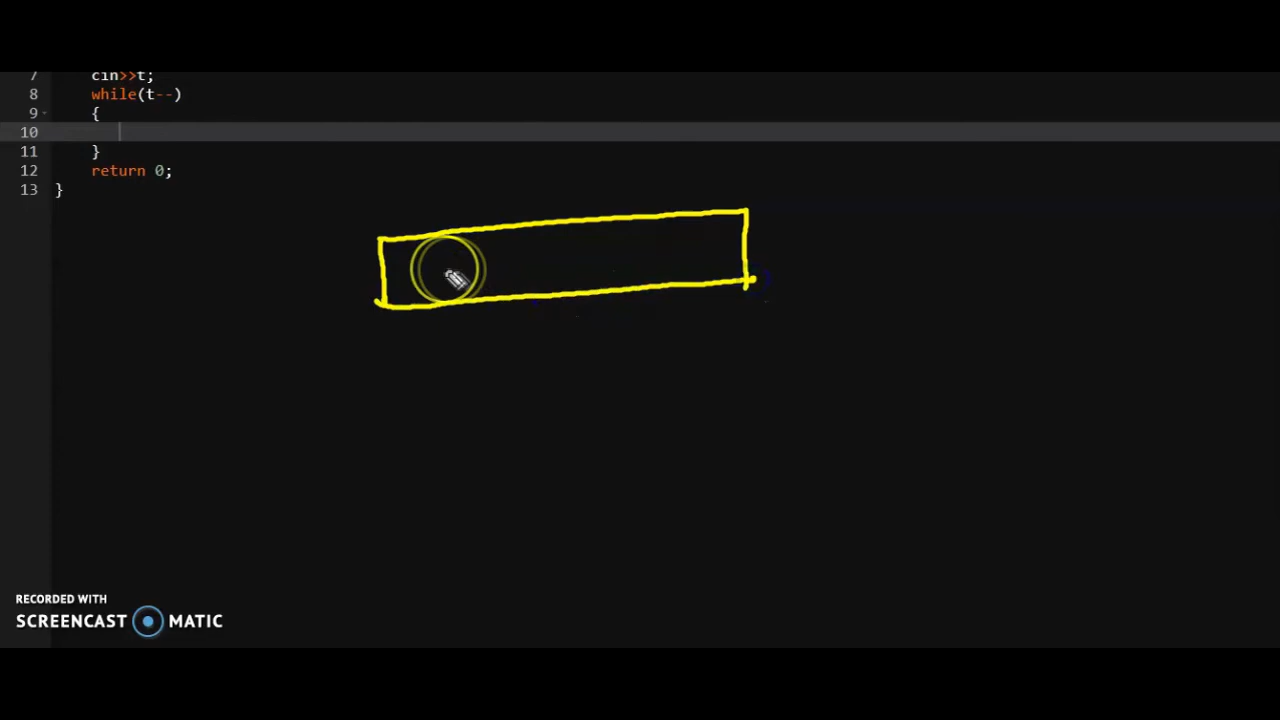 7 cin>>t;
8 while(t--)
9 {
10
11 }
12 return 0;
13 }
RECORDED WITH
SCREENCAST MATIC